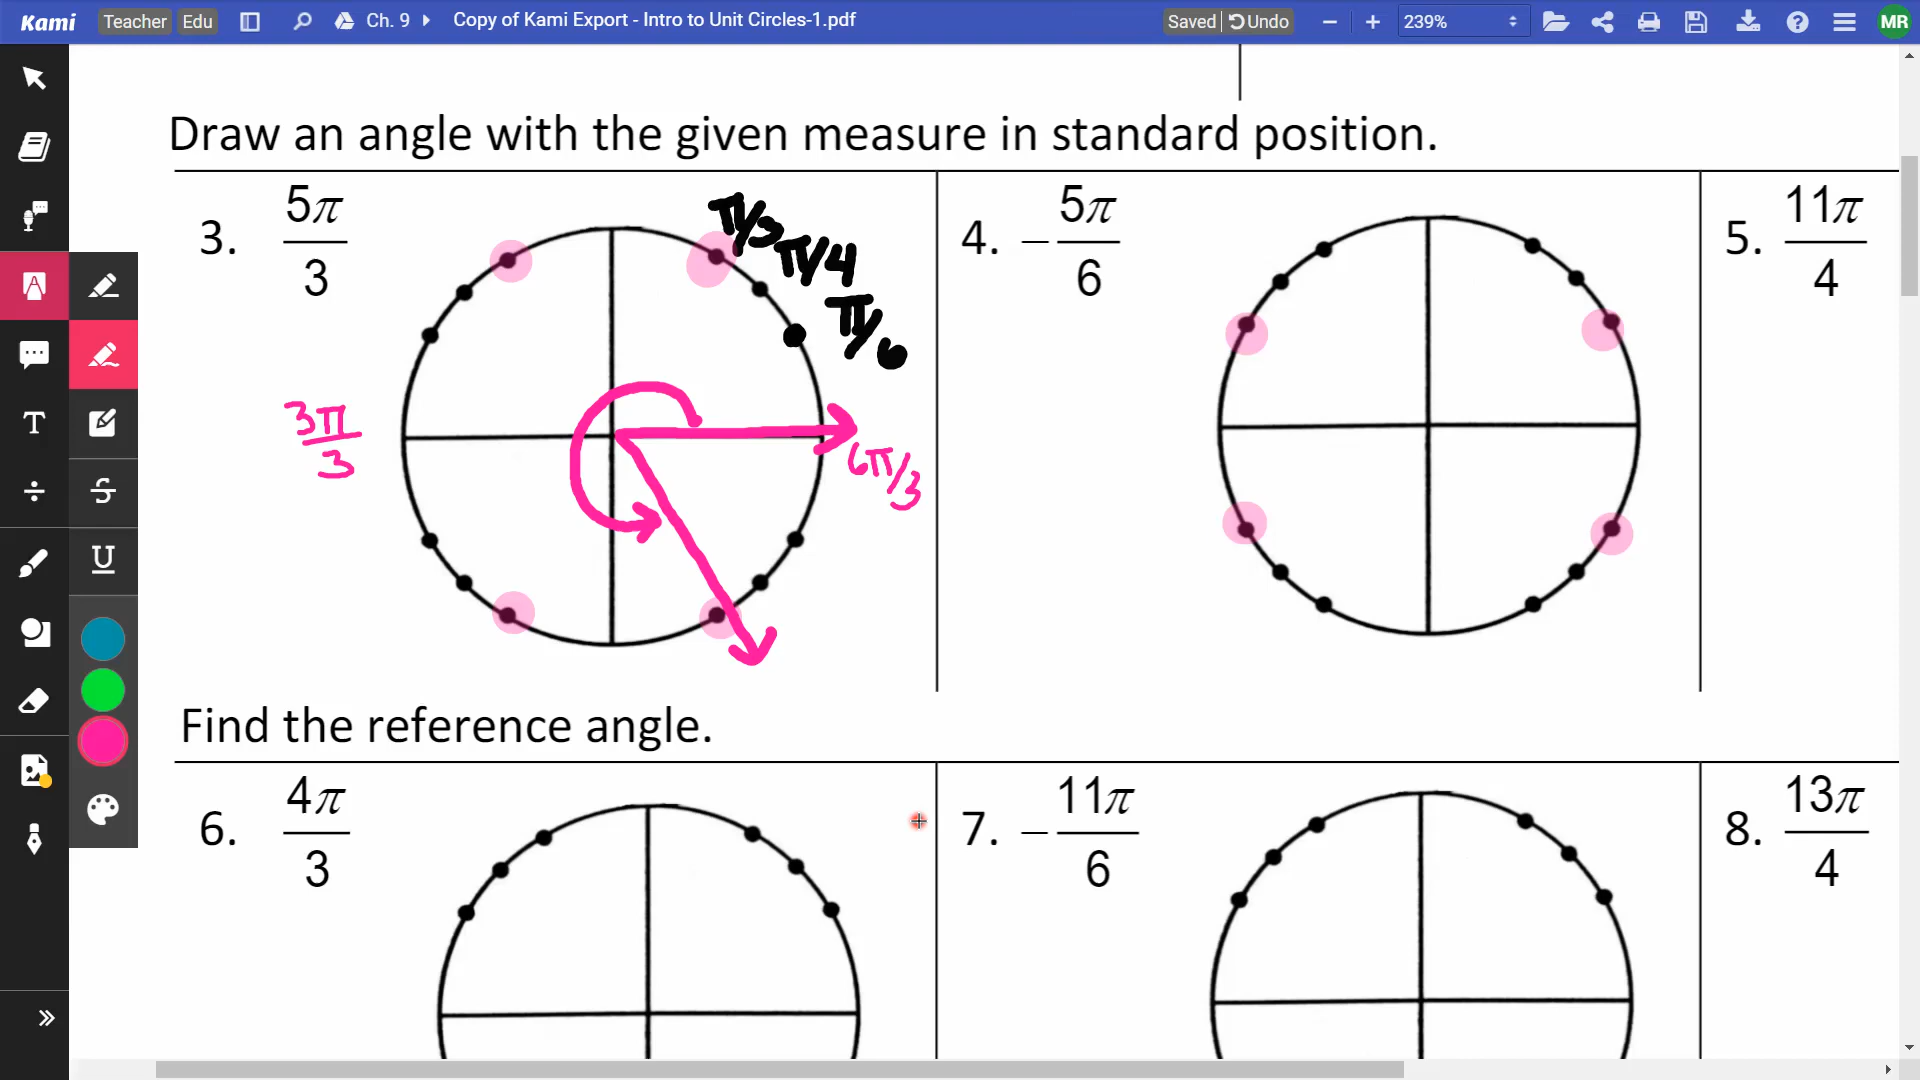 Kami Teacher Edu Ch. 9 Copy of Kami Export - Intro to Unit Circles-1.pdf Saved Undo 239% MR
Draw an angle with the given measure in standard position.
3. 5π/3
π/3
π/4
π/6
3π/3
6π/3
4. -5π/6
5. 11π/4
Find the reference angle.
6. 4π/3
7. -11π/6
8. 13π/4